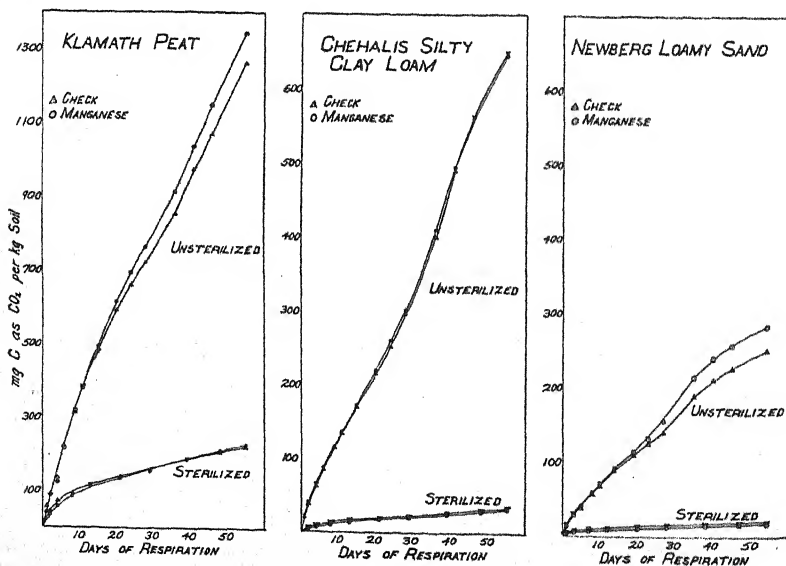 KLAMATH PEAT
△ CHECK
○ MANGANESE
UNSTERILIZED
STERILIZED
mg C as CO₂ per kg Soil
1300
1100
900
700
500
300
100
10 20 30 40 50
DAYS OF RESPIRATION
CHEHALIS SILTY
CLAY LOAM
△ CHECK
○ MANGANESE
UNSTERILIZED
STERILIZED
600
500
400
300
200
100
10 20 30 40 50
DAYS OF RESPIRATION
NEWBERG LOAMY SAND
△ CHECK
○ MANGANESE
UNSTERILIZED
STERILIZED
600
500
400
300
200
100
10 20 30 40 50
DAYS OF RESPIRATION